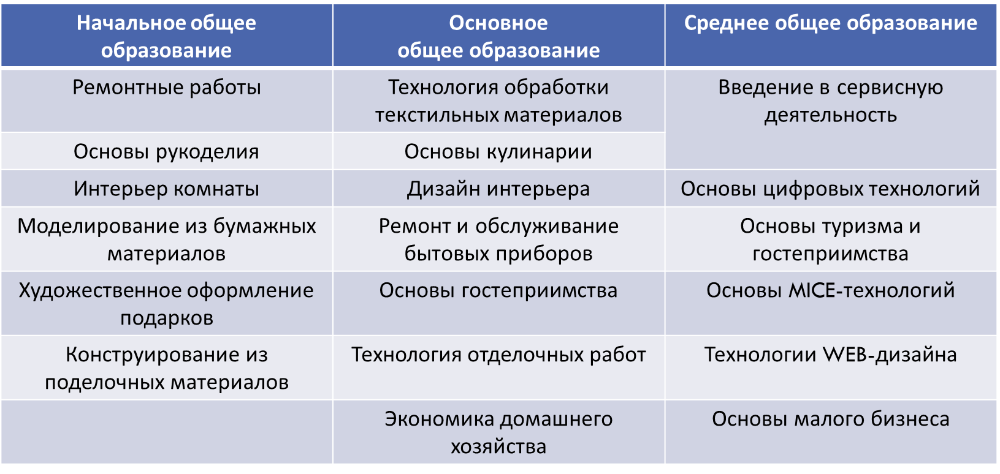 Начальное общее
образование
Основное
общее образование
Среднее общее образование
Ремонтные работы
Технология обработки
текстильных материалов
Введение в сервисную
деятельность
Основы рукоделия
Основы кулинарии
Интерьер комнаты
Дизайн интерьера
Основы цифровых технологий
Моделирование из бумажных
материалов
Ремонт и обслуживание
бытовых приборов
Основы туризма и
гостеприимства
Художественное оформление
подарков
Основы гостеприимства
Основы MICE-технологий
Конструирование из
поделочных материалов
Технология отделочных работ
Технологии WEB-дизайна
Экономика домашнего
хозяйства
Основы малого бизнеса